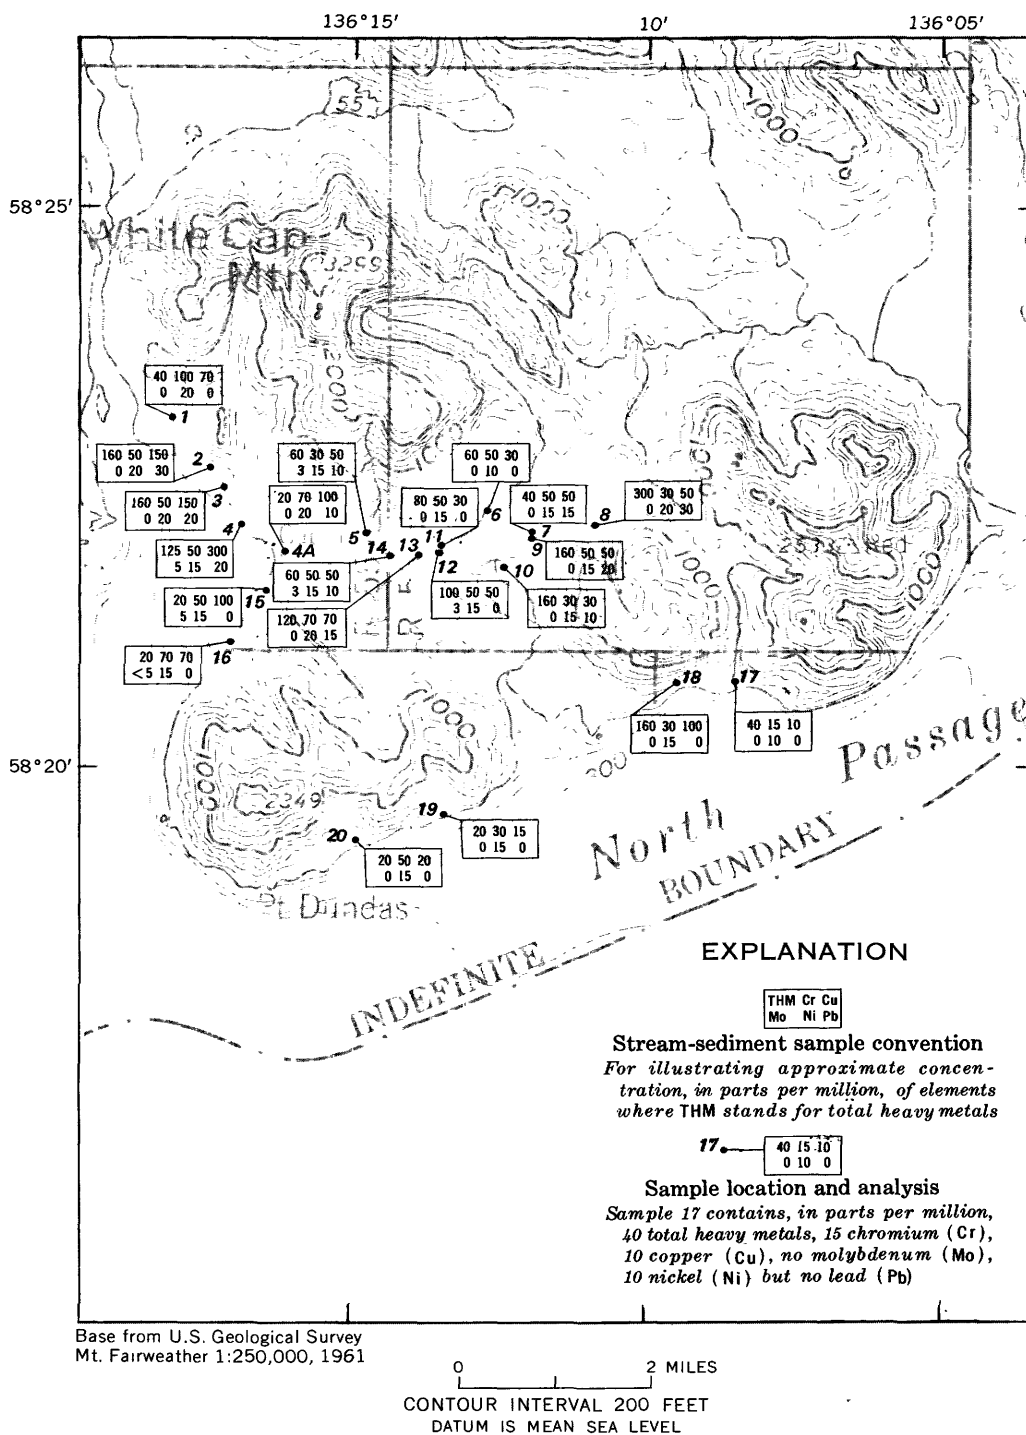 136°15′ 10′ 136°05′
55
1000
58°25′
1000
White Cap
Mtn
3299
2000
1000
40 100 70
0 20 0
1
160 50 150
0 20 30
2
60 30 50
3 15 10
60 50 30
0 10 0
160 50 150
0 20 20
3
20 70 100
0 20 10
80 50 30
0 15 0
6
40 50 50
0 15 15
300 30 50
0 20 30
8
4
125 50 300
5 15 20
4A
5
14
13
11
12
7
9
160 50 50
0 15 20
1000
1000
1000
60 50 50
3 15 10
10
15
20 50 100
5 15 0
100 50 50
3 15 0
160 30 30
0 15 10
120 70 70
0 20 15
16
20 70 70
<5 15 0
18
17
160 30 100
0 15 0
40 15 10
0 10 0
1000
1000
200
58°20′
2349
19
20 30 15
0 15 0
20
20 50 20
0 15 0
North Passage
Pt Dundas
INDEFINITE BOUNDARY
EXPLANATION
THM Cr Cu
Mo Ni Pb
Stream-sediment sample convention
For illustrating approximate concen-
tration, in parts per million, of elements
where THM stands for total heavy metals
17
40 15 10
0 10 0
Sample location and analysis
Sample 17 contains, in parts per million,
40 total heavy metals, 15 chromium (Cr),
10 copper (Cu), no molybdenum (Mo),
10 nickel (Ni) but no lead (Pb)
Base from U.S. Geological Survey
Mt. Fairweather 1:250,000, 1961
0 2 MILES
CONTOUR INTERVAL 200 FEET
DATUM IS MEAN SEA LEVEL